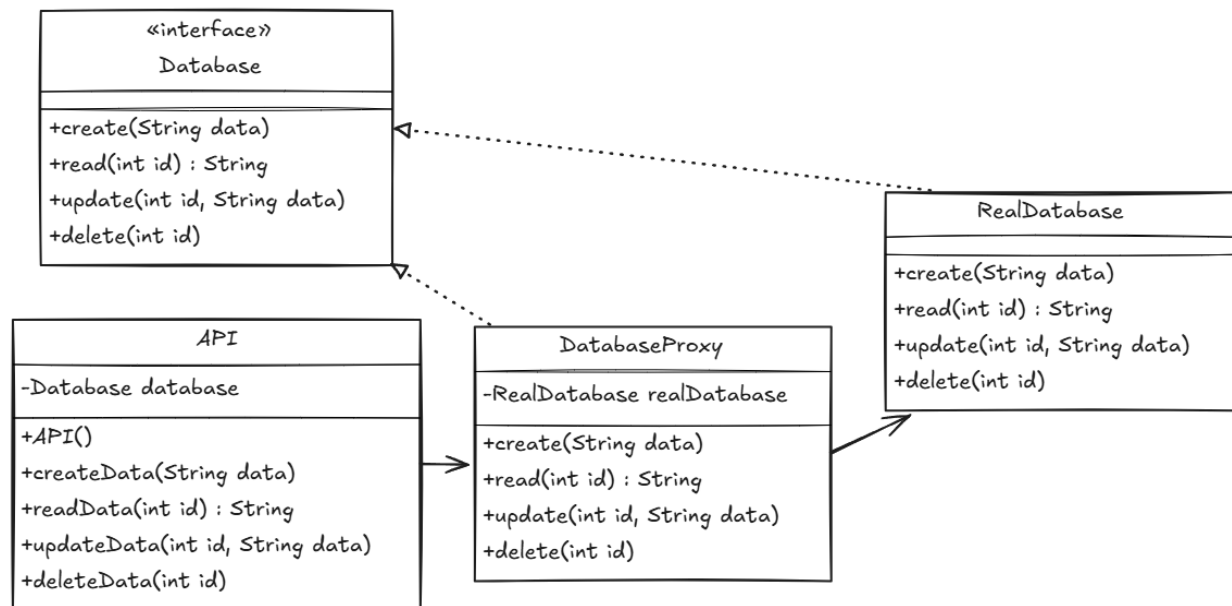 «interface»
Database
+create(String data)
+read(int id) : String
+update(int id, String data)
+delete(int id)
RealDatabase
+create(String data)
+read(int id) : String
+update(int id, String data)
+delete(int id)
API
-Database database
+API()
+createData(String data)
+readData(int id) : String
+updateData(int id, String data)
+deleteData(int id)
DatabaseProxy
-RealDatabase realDatabase
+create(String data)
+read(int id) : String
+update(int id, String data)
+delete(int id)